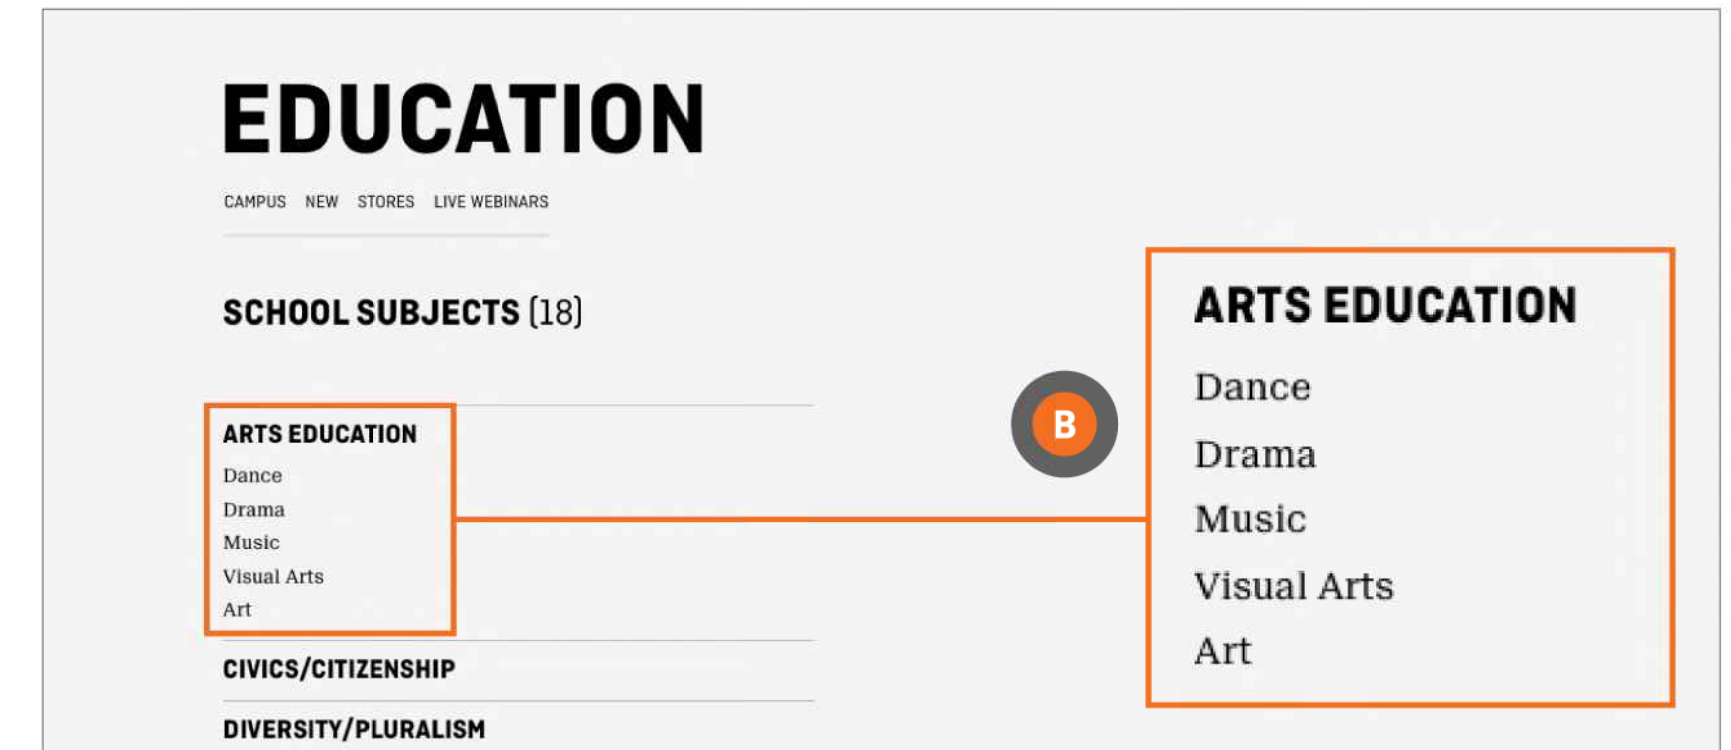 EDUCATION
CAMPUS NEW STORES LIVE WEBINARS
SCHOOL SUBJECTS (18)
ARTS EDUCATION
Dance
Drama
Music
Visual Arts
Art
CIVICS/CITIZENSHIP
DIVERSITY/PLURALISM
B
ARTS EDUCATION
Dance
Drama
Music
Visual Arts
Art